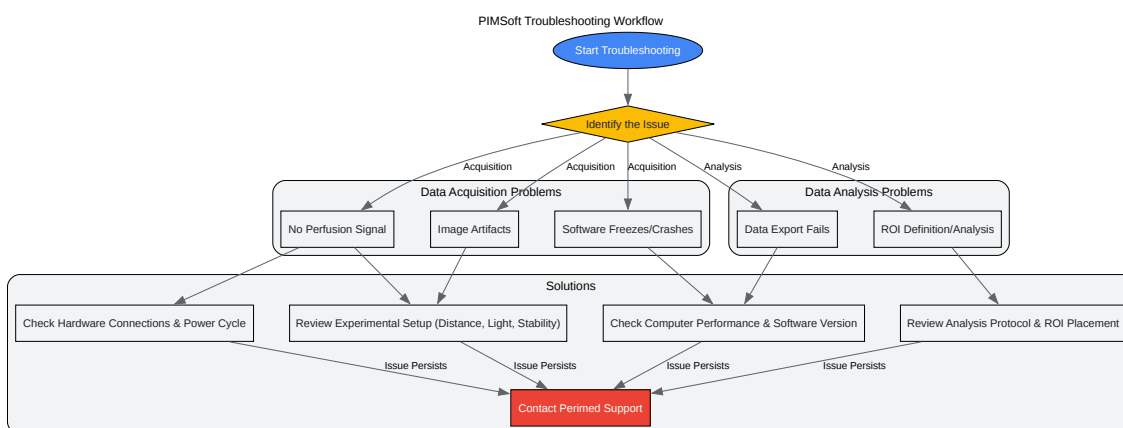 PIMSoft Troubleshooting Workflow
Start Troubleshooting
Identify the Issue
Acquisition
Acquisition
Acquisition
Analysis
Analysis
Data Acquisition Problems
Data Analysis Problems
No Perfusion Signal
Image Artifacts
Software Freezes/Crashes
Data Export Fails
ROI Definition/Analysis
Solutions
Check Hardware Connections & Power Cycle
Review Experimental Setup (Distance, Light, Stability)
Check Computer Performance & Software Version
Review Analysis Protocol & ROI Placement
Issue Persists
Issue Persists
Issue Persists
Issue Persists
Contact Perimed Support